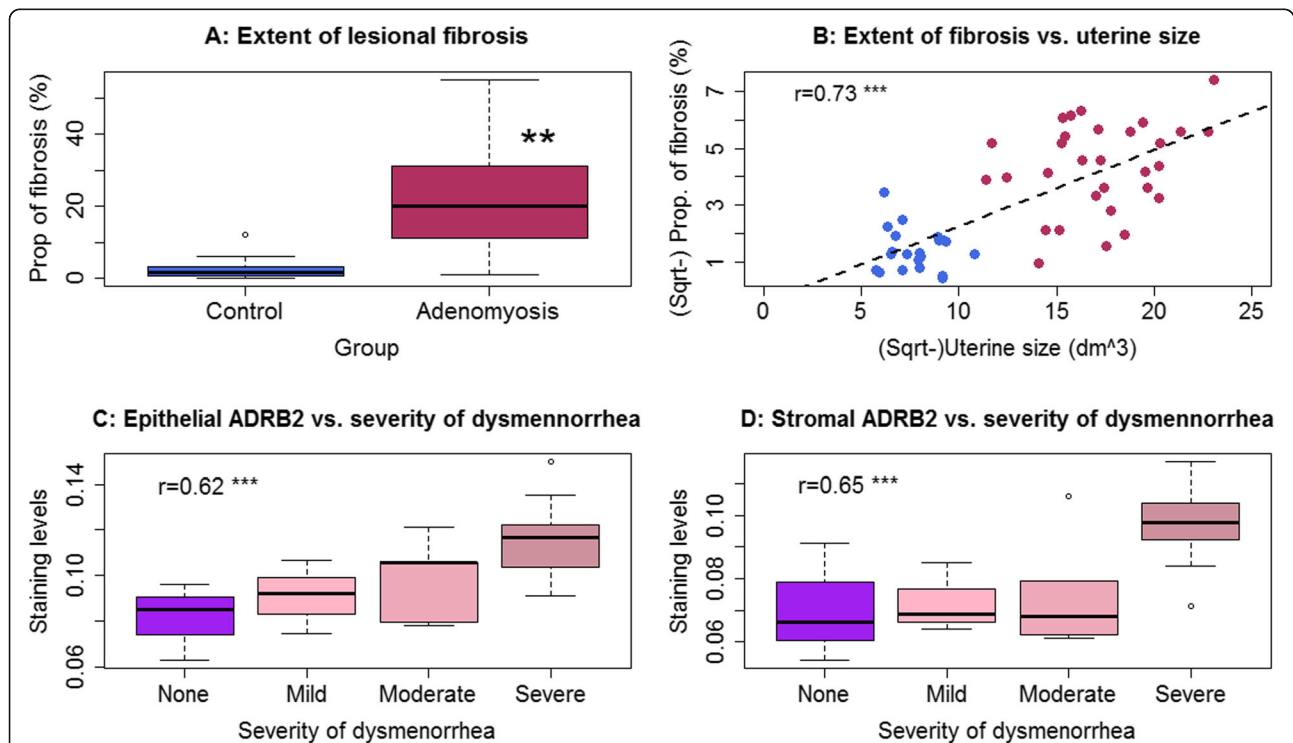 A: Extent of lesional fibrosis
Prop of fibrosis (%)
0
20
40
**
Control
Adenomyosis
Group
B: Extent of fibrosis vs. uterine size
(Sqrt-) Prop. of fibrosis (%)
1
3
5
7
r=0.73 ***
0
5
10
15
20
25
(Sqrt-)Uterine size (dm^3)
C: Epithelial ADRB2 vs. severity of dysmennorrhea
Staining levels
0.06
0.10
0.14
r=0.62 ***
None
Mild
Moderate
Severe
Severity of dysmenorrhea
D: Stromal ADRB2 vs. severity of dysmennorrhea
Staining levels
0.06
0.08
0.10
r=0.65 ***
None
Mild
Moderate
Severe
Severity of dysmenorrhea